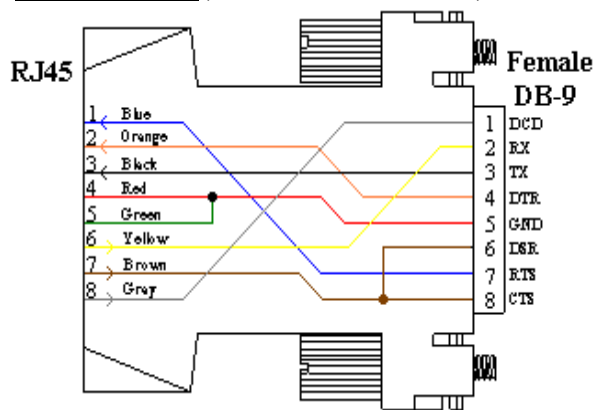 RJ45
Female
DB-9
1 Blue
2 Orange
3 Black
4 Red
5 Green
6 Yellow
7 Brown
8 Gray
1 DCD
2 RX
3 TX
4 DTR
5 GND
6 DSR
7 RTS
8 CTS